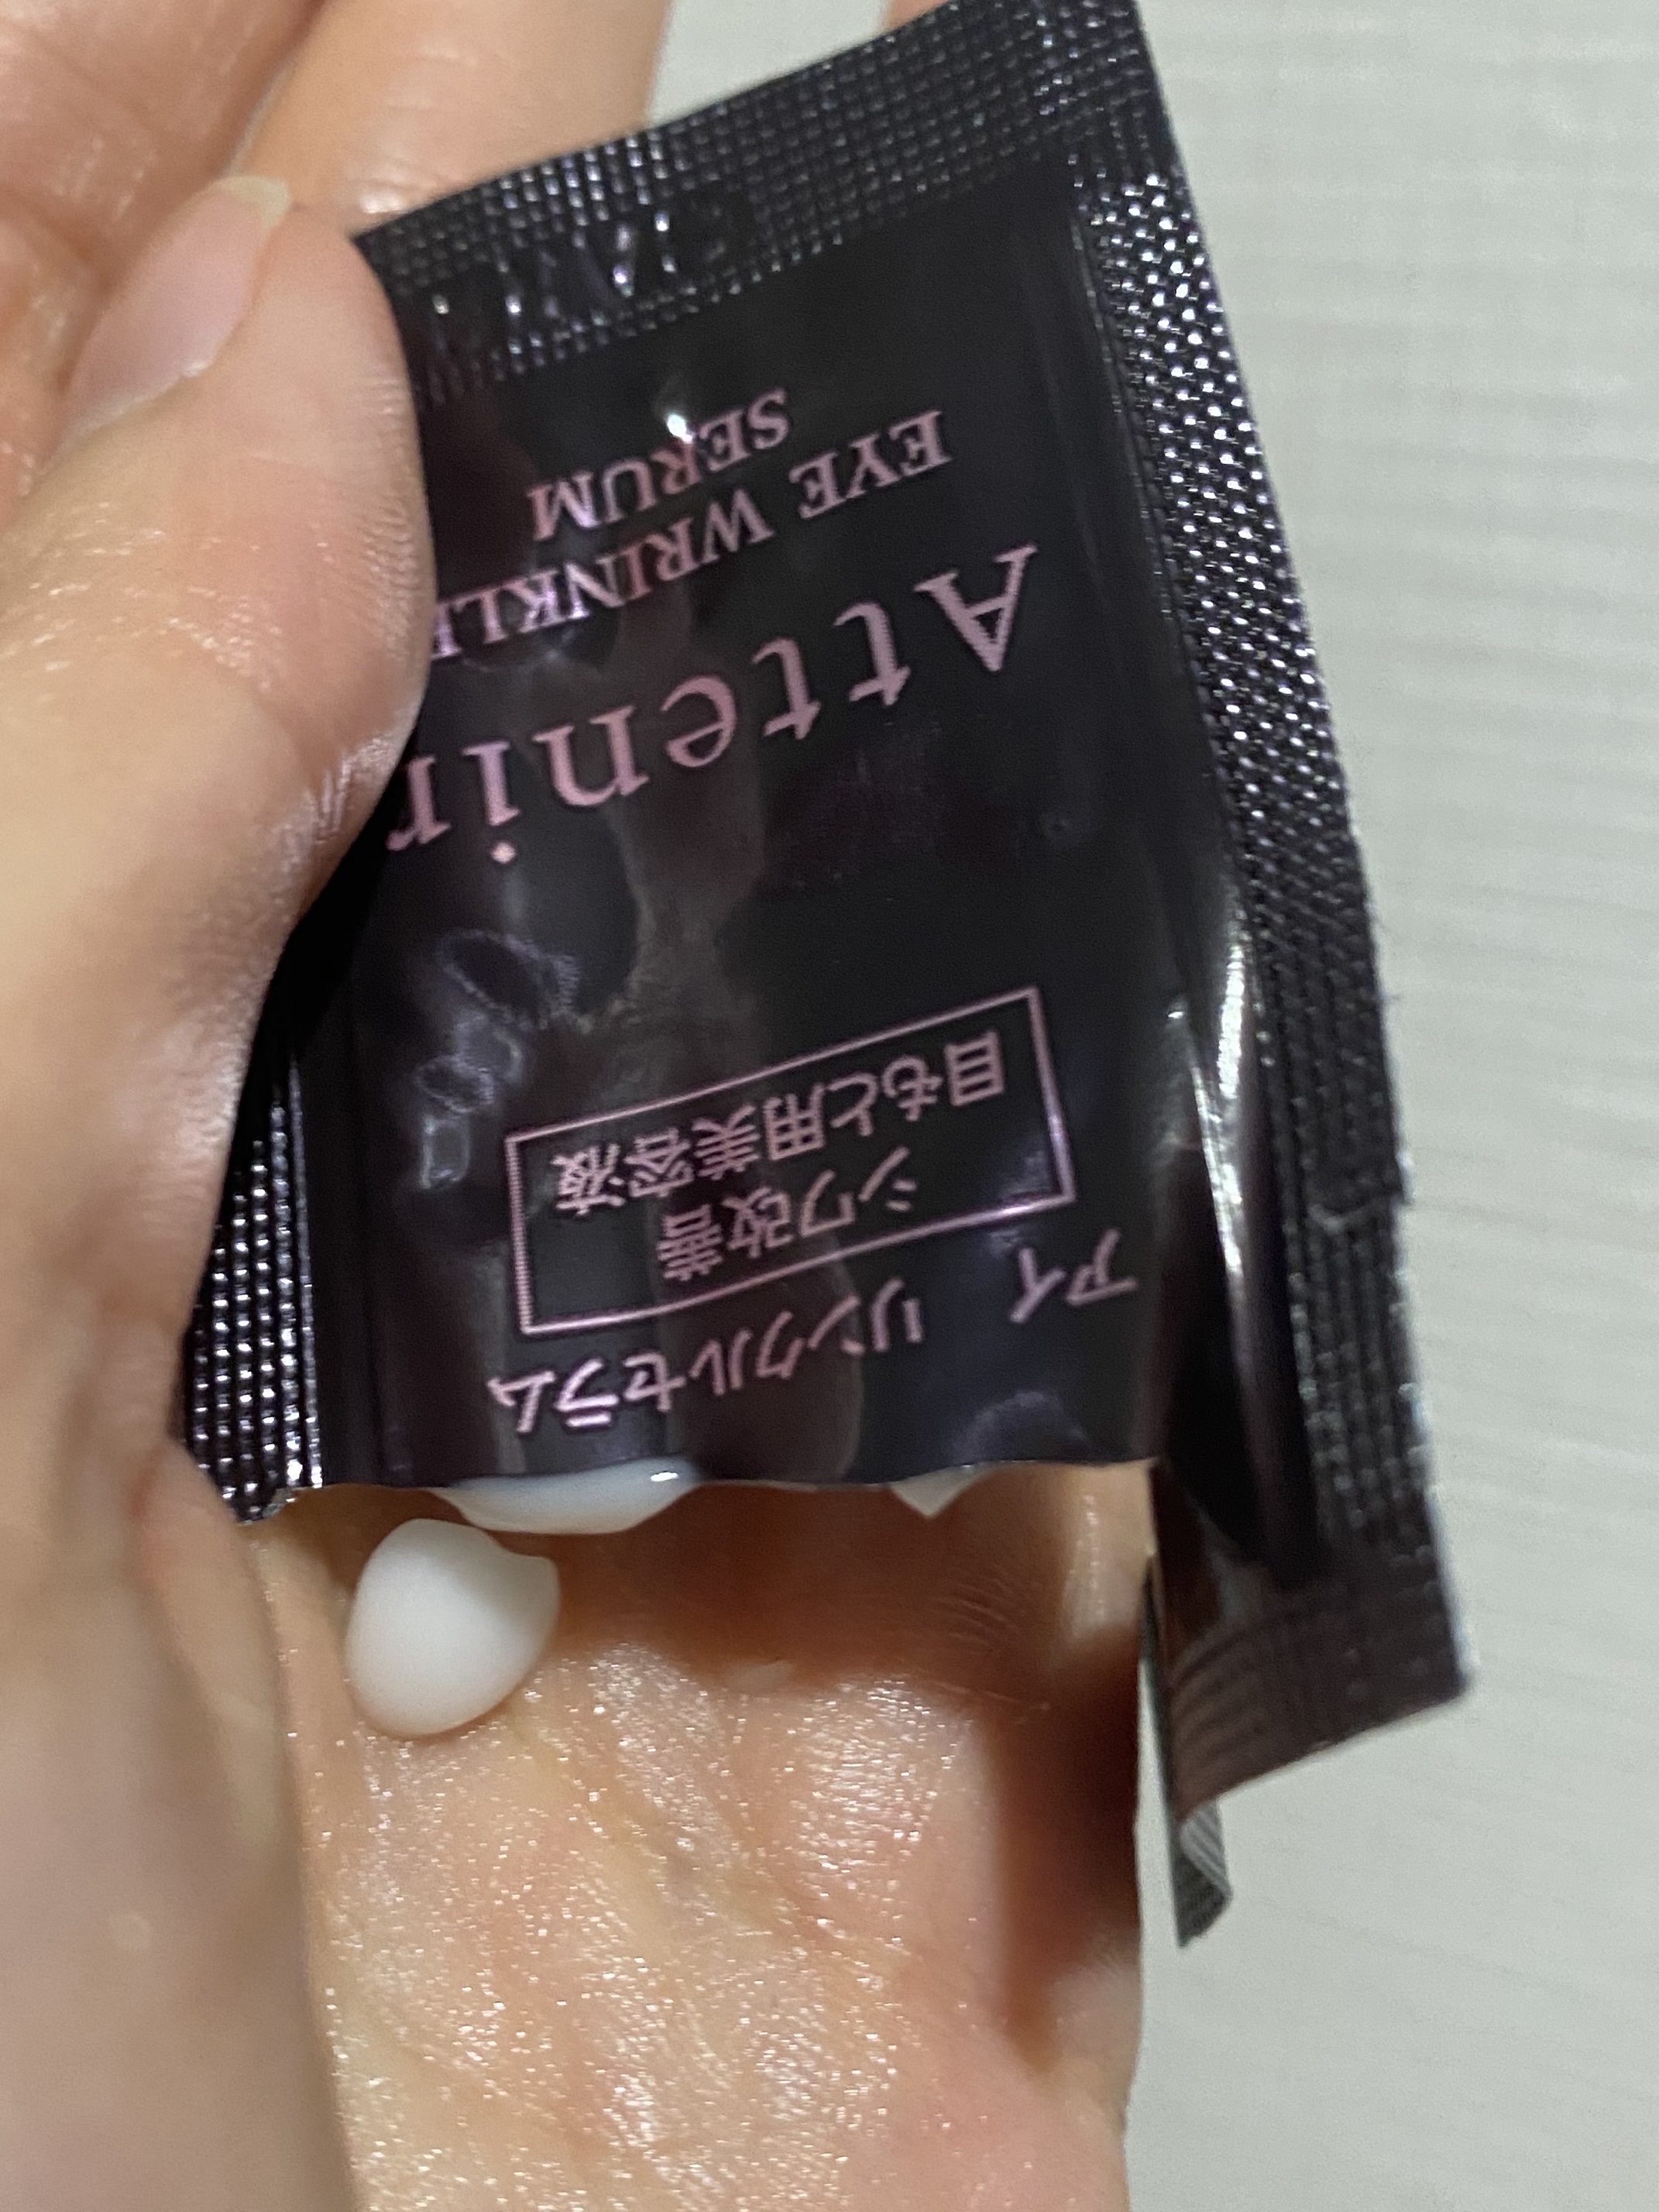 アイ リンクルセラム
シワ改善
目もと用美容液
Attenir
EYE WRINKLE
SERUM